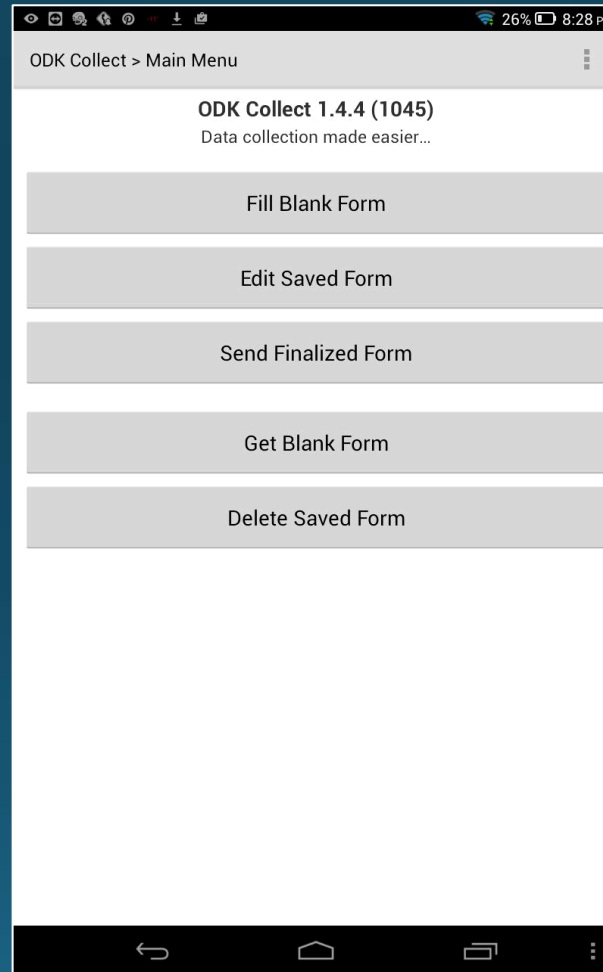 26% 8:28 P
ODK Collect > Main Menu
ODK Collect 1.4.4 (1045)
Data collection made easier...
Fill Blank Form
Edit Saved Form
Send Finalized Form
Get Blank Form
Delete Saved Form